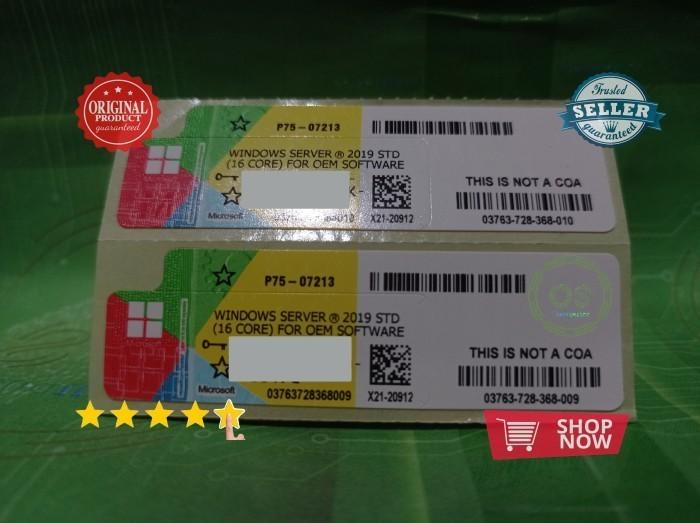 ORIGINAL
PRODUCT
guaranteed
Trusted
SELLER
guaranteed
P75-07213
WINDOWS SERVER ® 2019 STD
(16 CORE) FOR OEM SOFTWARE
THIS IS NOT A COA
Microsoft
X21-20912
03763-728-368-010
P75-07213
WINDOWS SERVER ® 2019 STD
(16 CORE) FOR OEM SOFTWARE
THIS IS NOT A COA
Microsoft
Microsoft
03763728368009
X21-20912
03763-728-368-009
SHOP
NOW